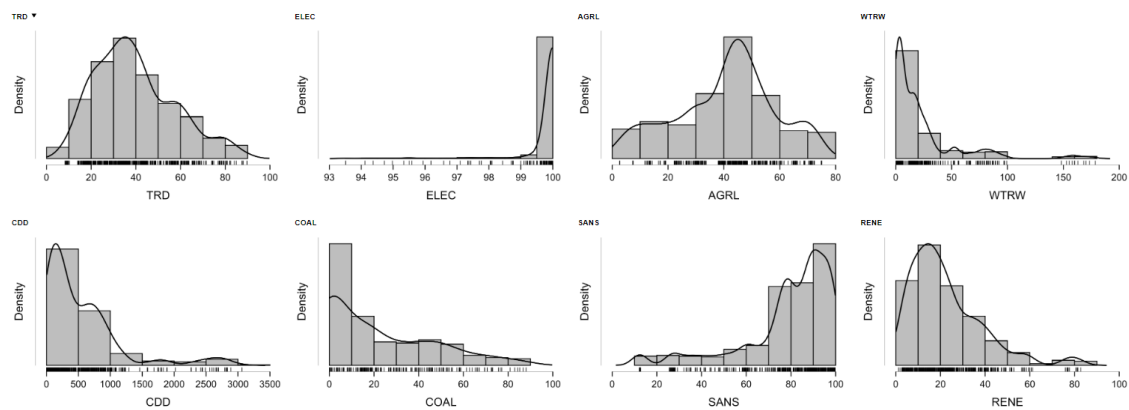 TRD ▼
ELEC
AGRL
WTRW
Density
Density
Density
Density
0 20 40 60 80 100
93 94 95 96 97 98 99 100
0 20 40 60 80
0 50 100 150 200
TRD
ELEC
AGRL
WTRW
CDD
COAL
SANS
RENE
Density
Density
Density
Density
0 500 1000 1500 2000 2500 3000 3500
0 20 40 60 80 100
0 20 40 60 80 100
0 20 40 60 80 100
CDD
COAL
SANS
RENE